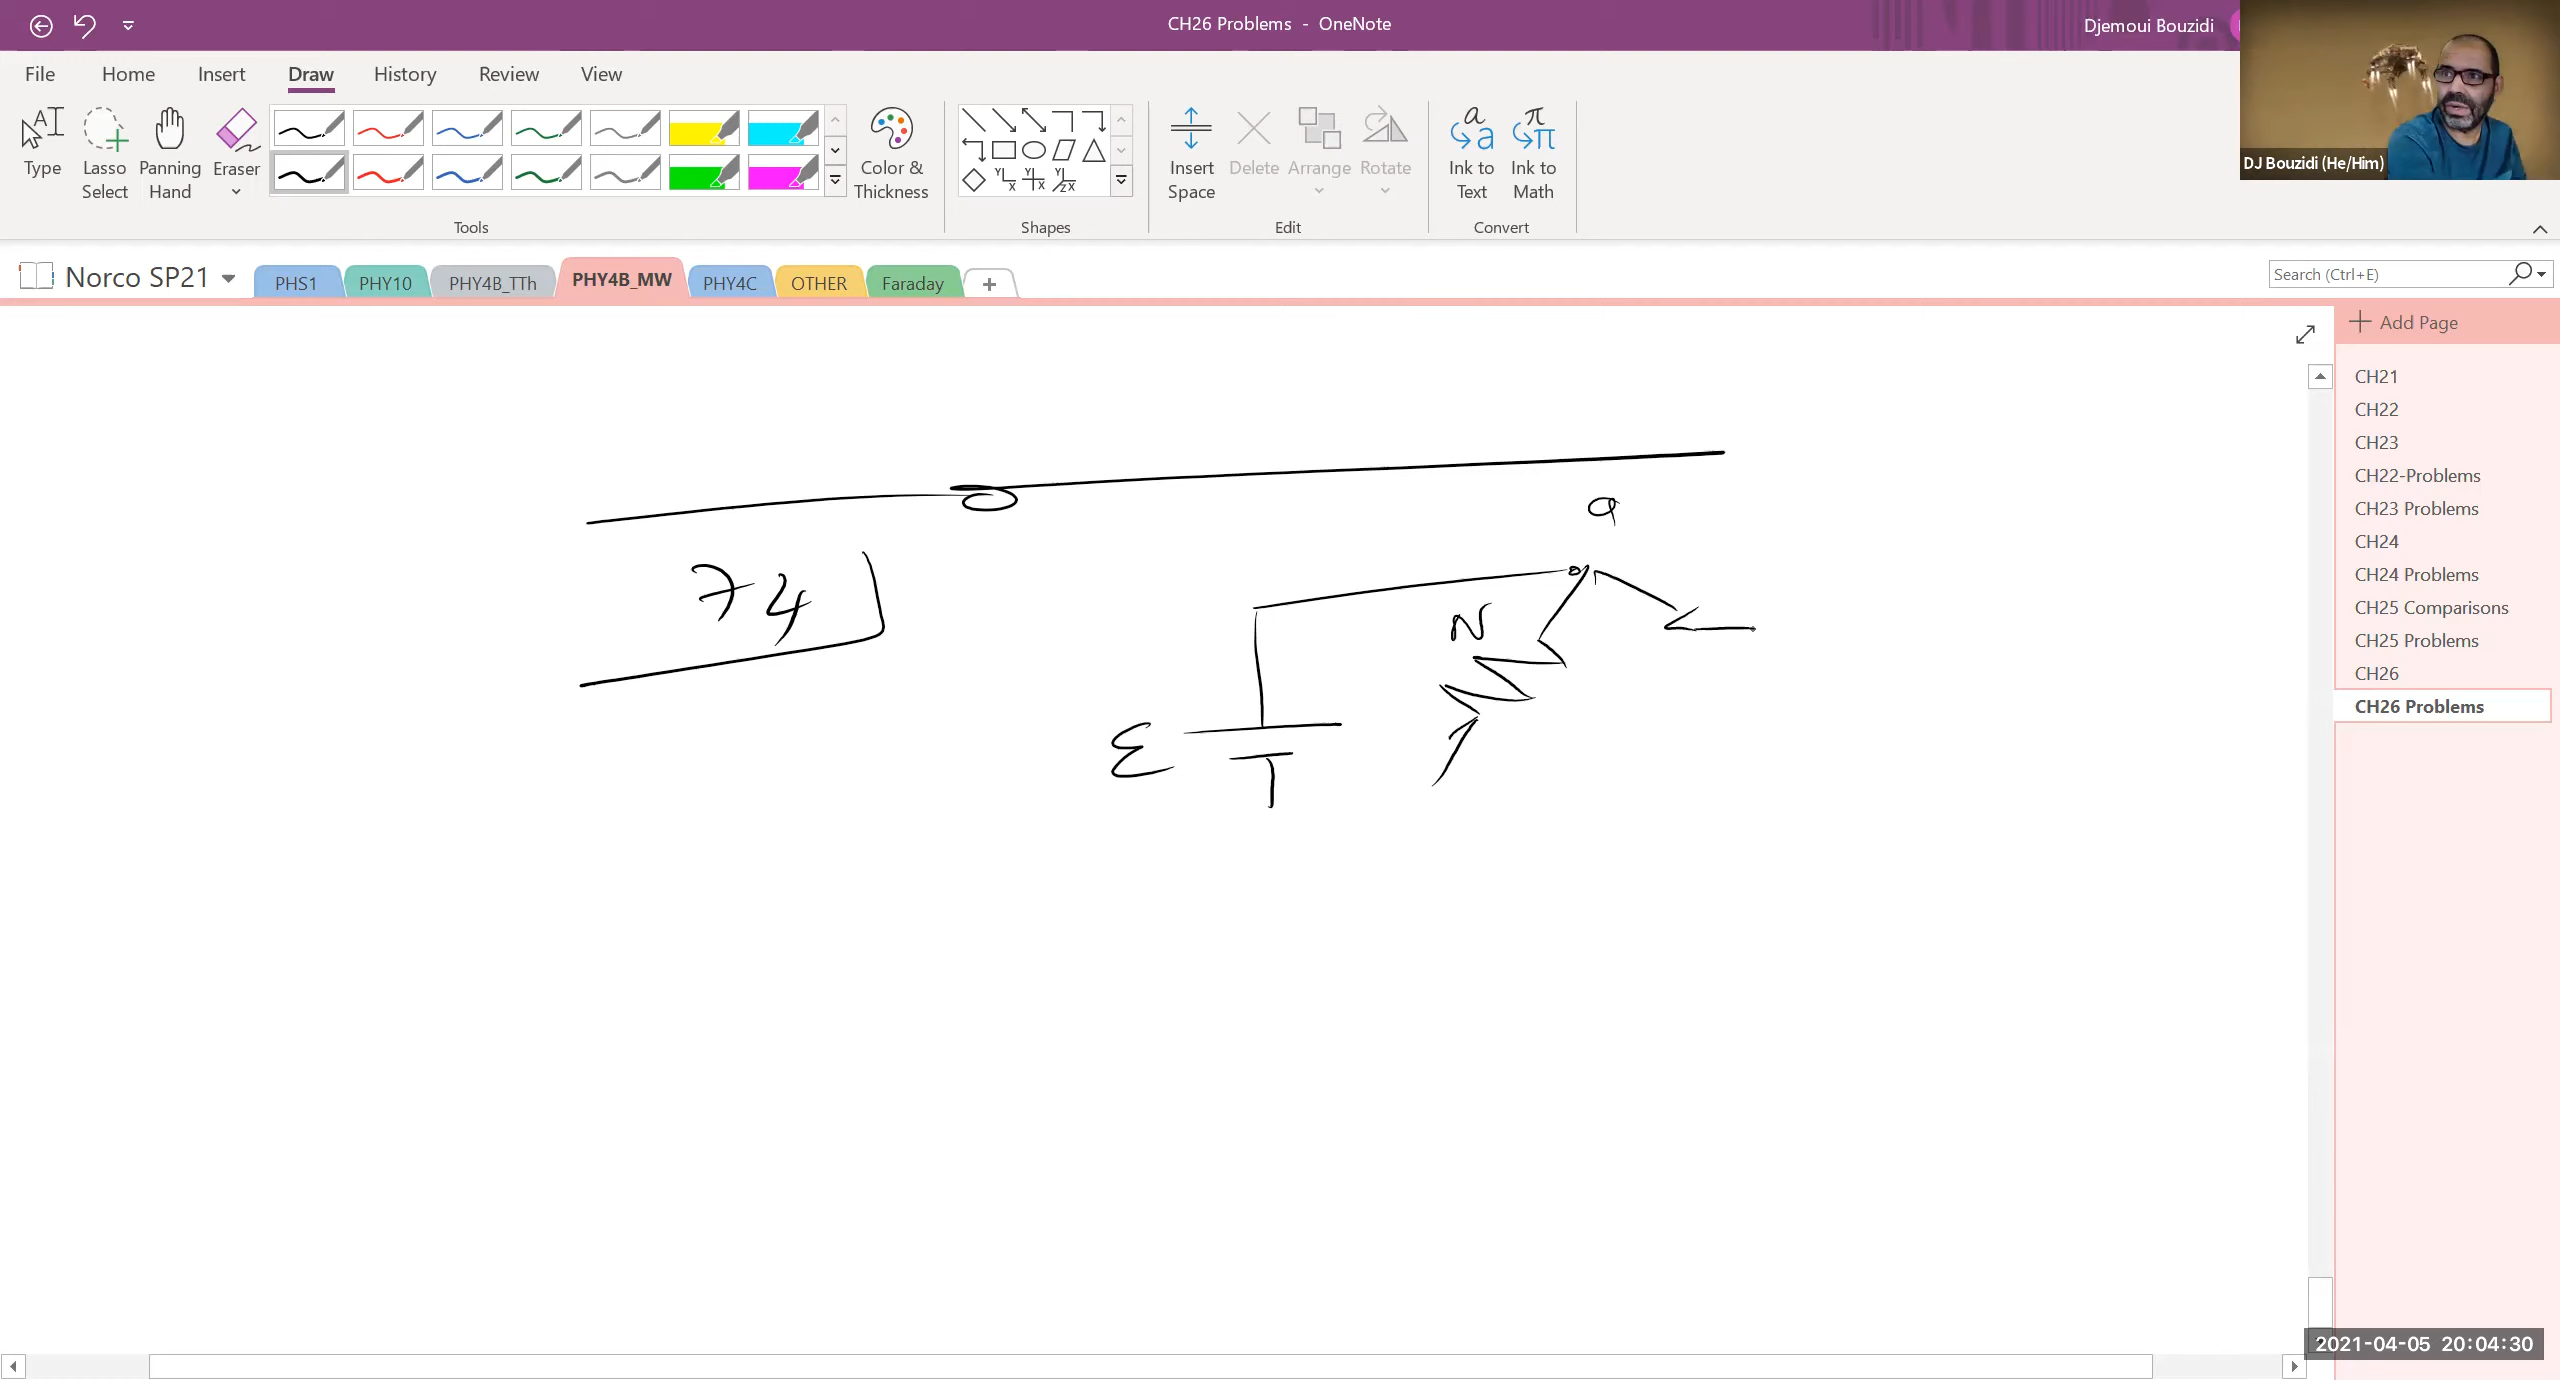 CH26 Problems - OneNote
Djemoui Bouzidi
File Home Insert Draw History Review View
Type
Lasso Select
Panning Hand
Eraser
Color & Thickness
Insert Space
Delete
Arrange
Rotate
Ink to Text
Ink to Math
Tools
Shapes
Edit
Convert
DJ Bouzidi (He/Him)
Norco SP21
PHS1 PHY10 PHY4B_TTh PHY4B_MW PHY4C OTHER Faraday
Search (Ctrl+E)
Add Page
CH21
CH22
CH23
CH22-Problems
CH23 Problems
CH24
CH24 Problems
CH25 Comparisons
CH25 Problems
CH26
CH26 Problems
74
a
N
ε
2021-04-05 20:04:30